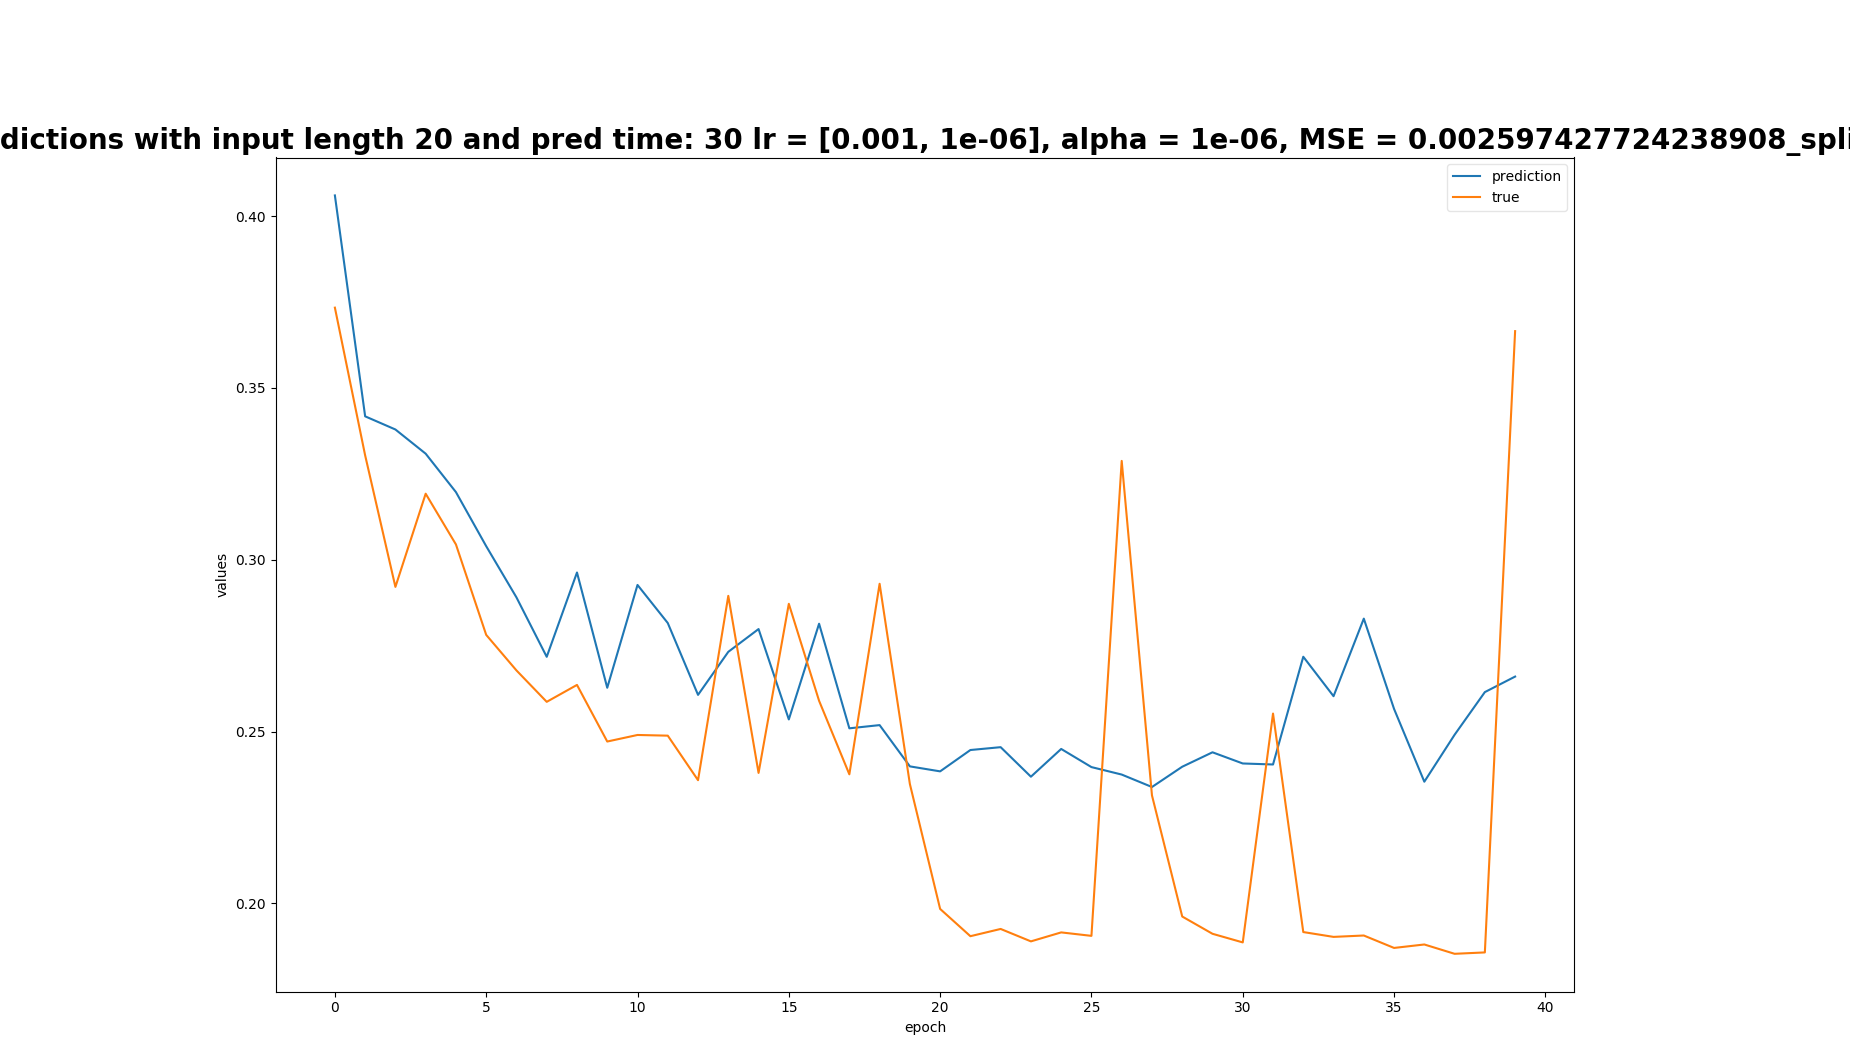 dictions with input length 20 and pred time: 30 lr = [0.001, 1e-06], alpha = 1e-06, MSE = 0.002597427724238908_spli
prediction
true
0.40
0.35
0.30
0.25
0.20
values
0 5 10 15 20 25 30 35 40
epoch